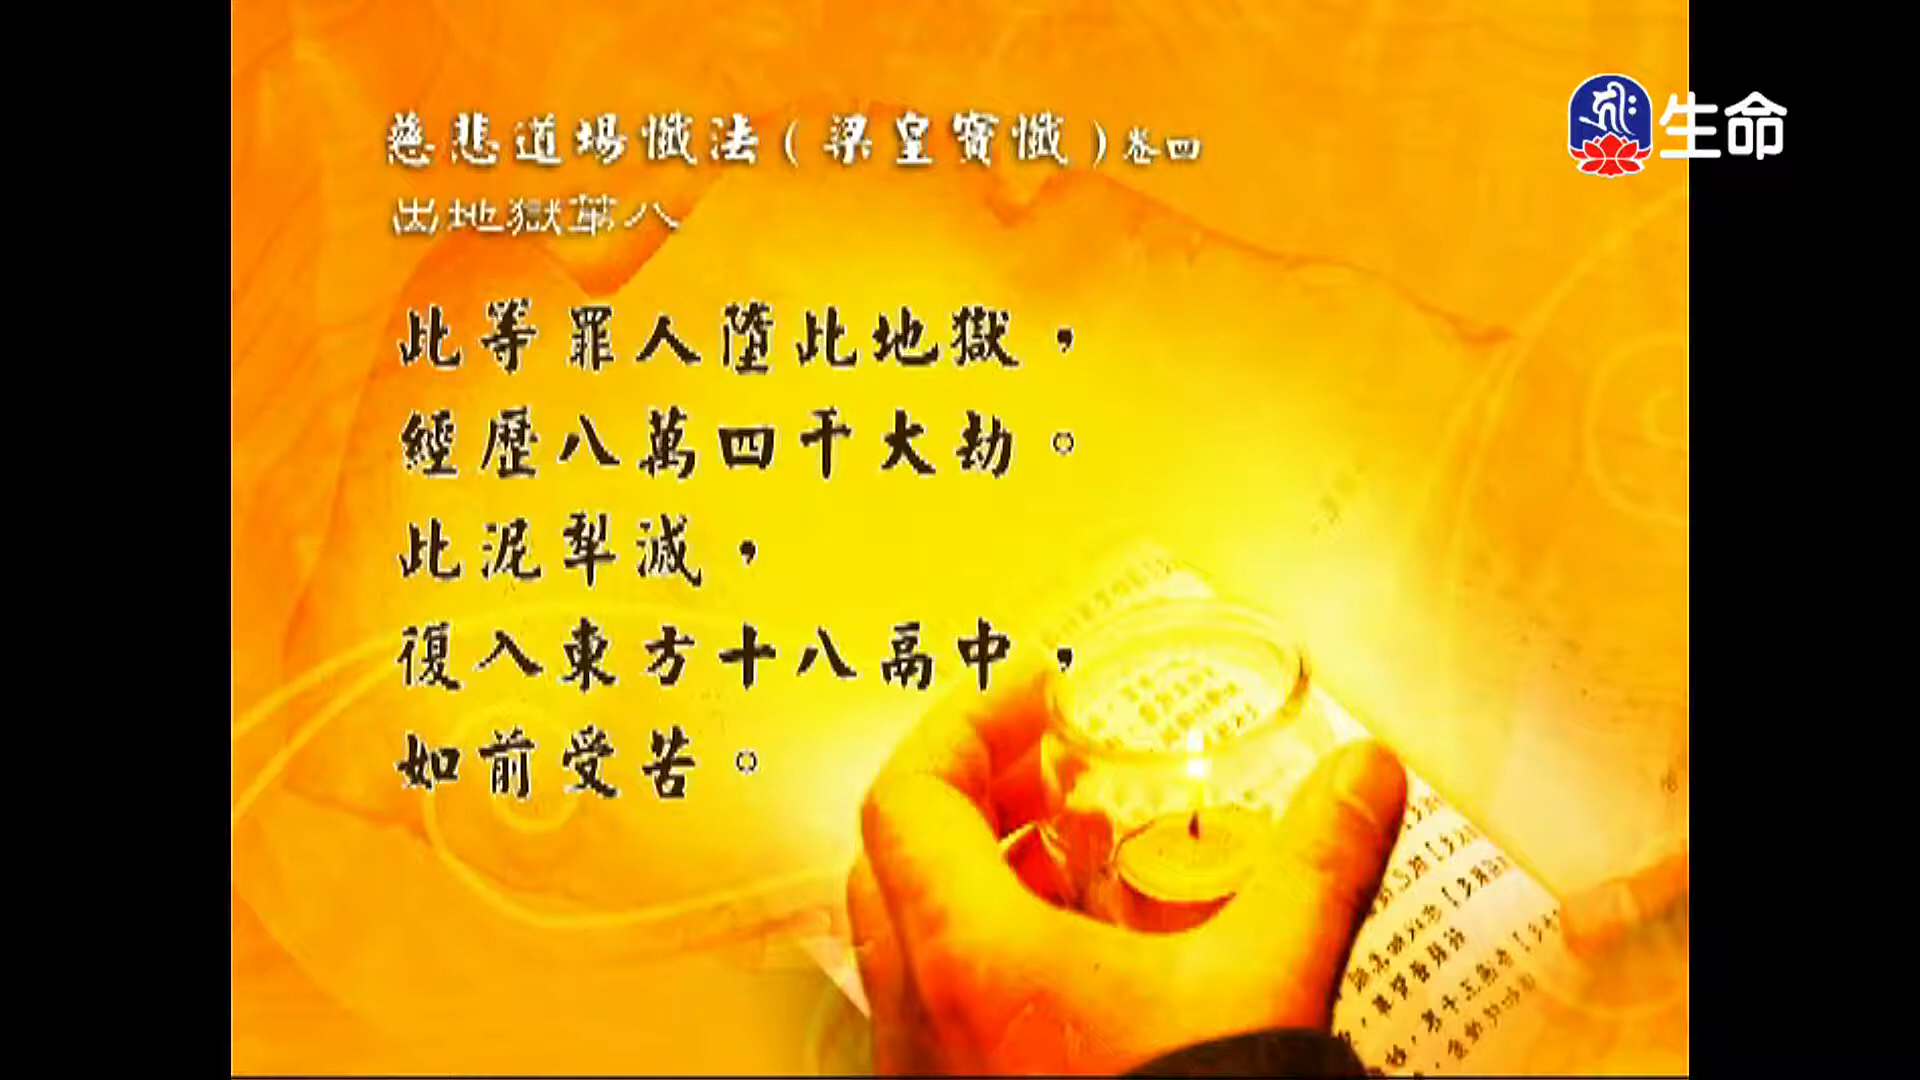 慈悲道場懺法（梁皇寶懺）卷四
出地獄第八
生命
此等罪人墮此地獄，
經歷八萬四千大劫。
此泥犁滅，
復入東方十八鬲中，
如前受苦。